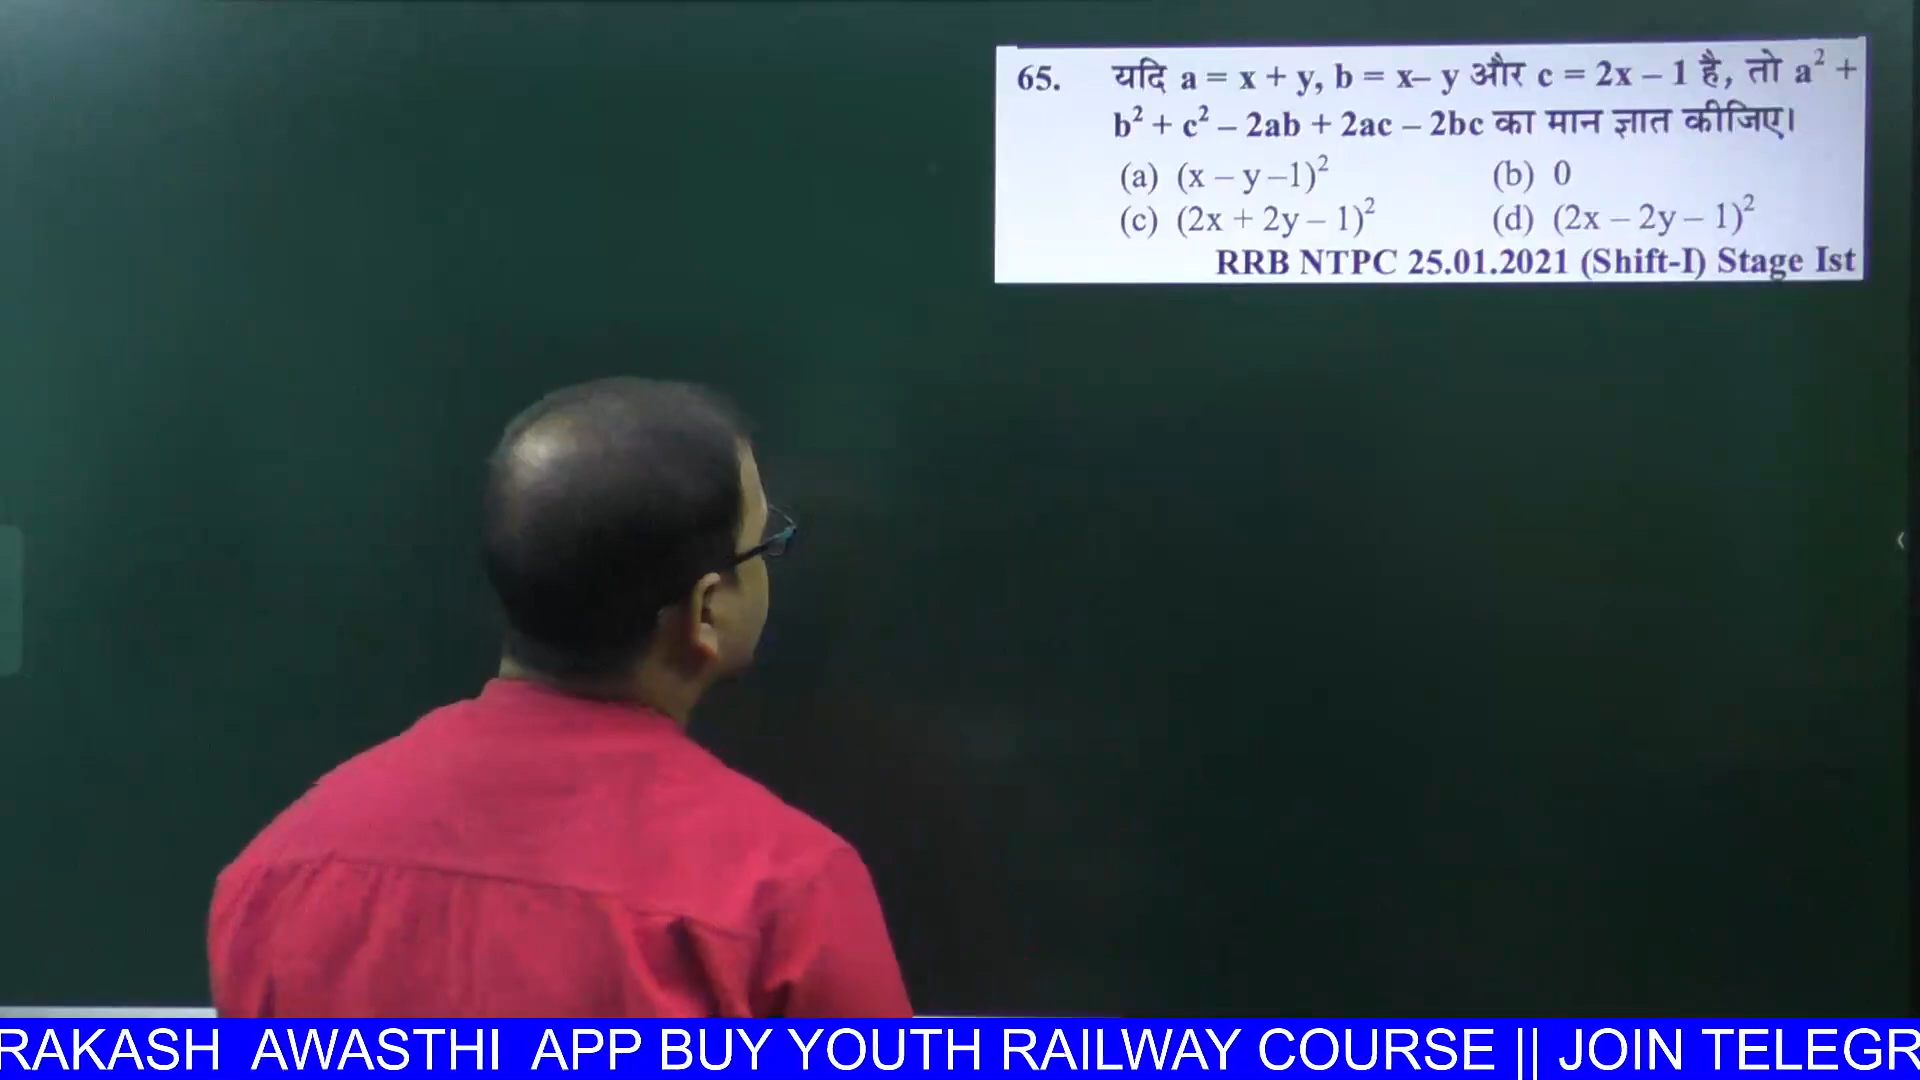 65. यदि a = x + y, b = x– y और c = 2x – 1 है, तो a² +
b² + c² – 2ab + 2ac – 2bc का मान ज्ञात कीजिए।
(a) (x – y –1)² (b) 0
(c) (2x + 2y – 1)² (d) (2x – 2y – 1)²
RRB NTPC 25.01.2021 (Shift-I) Stage Ist
RAKASH AWASTHI APP BUY YOUTH RAILWAY COURSE || JOIN TELEGR